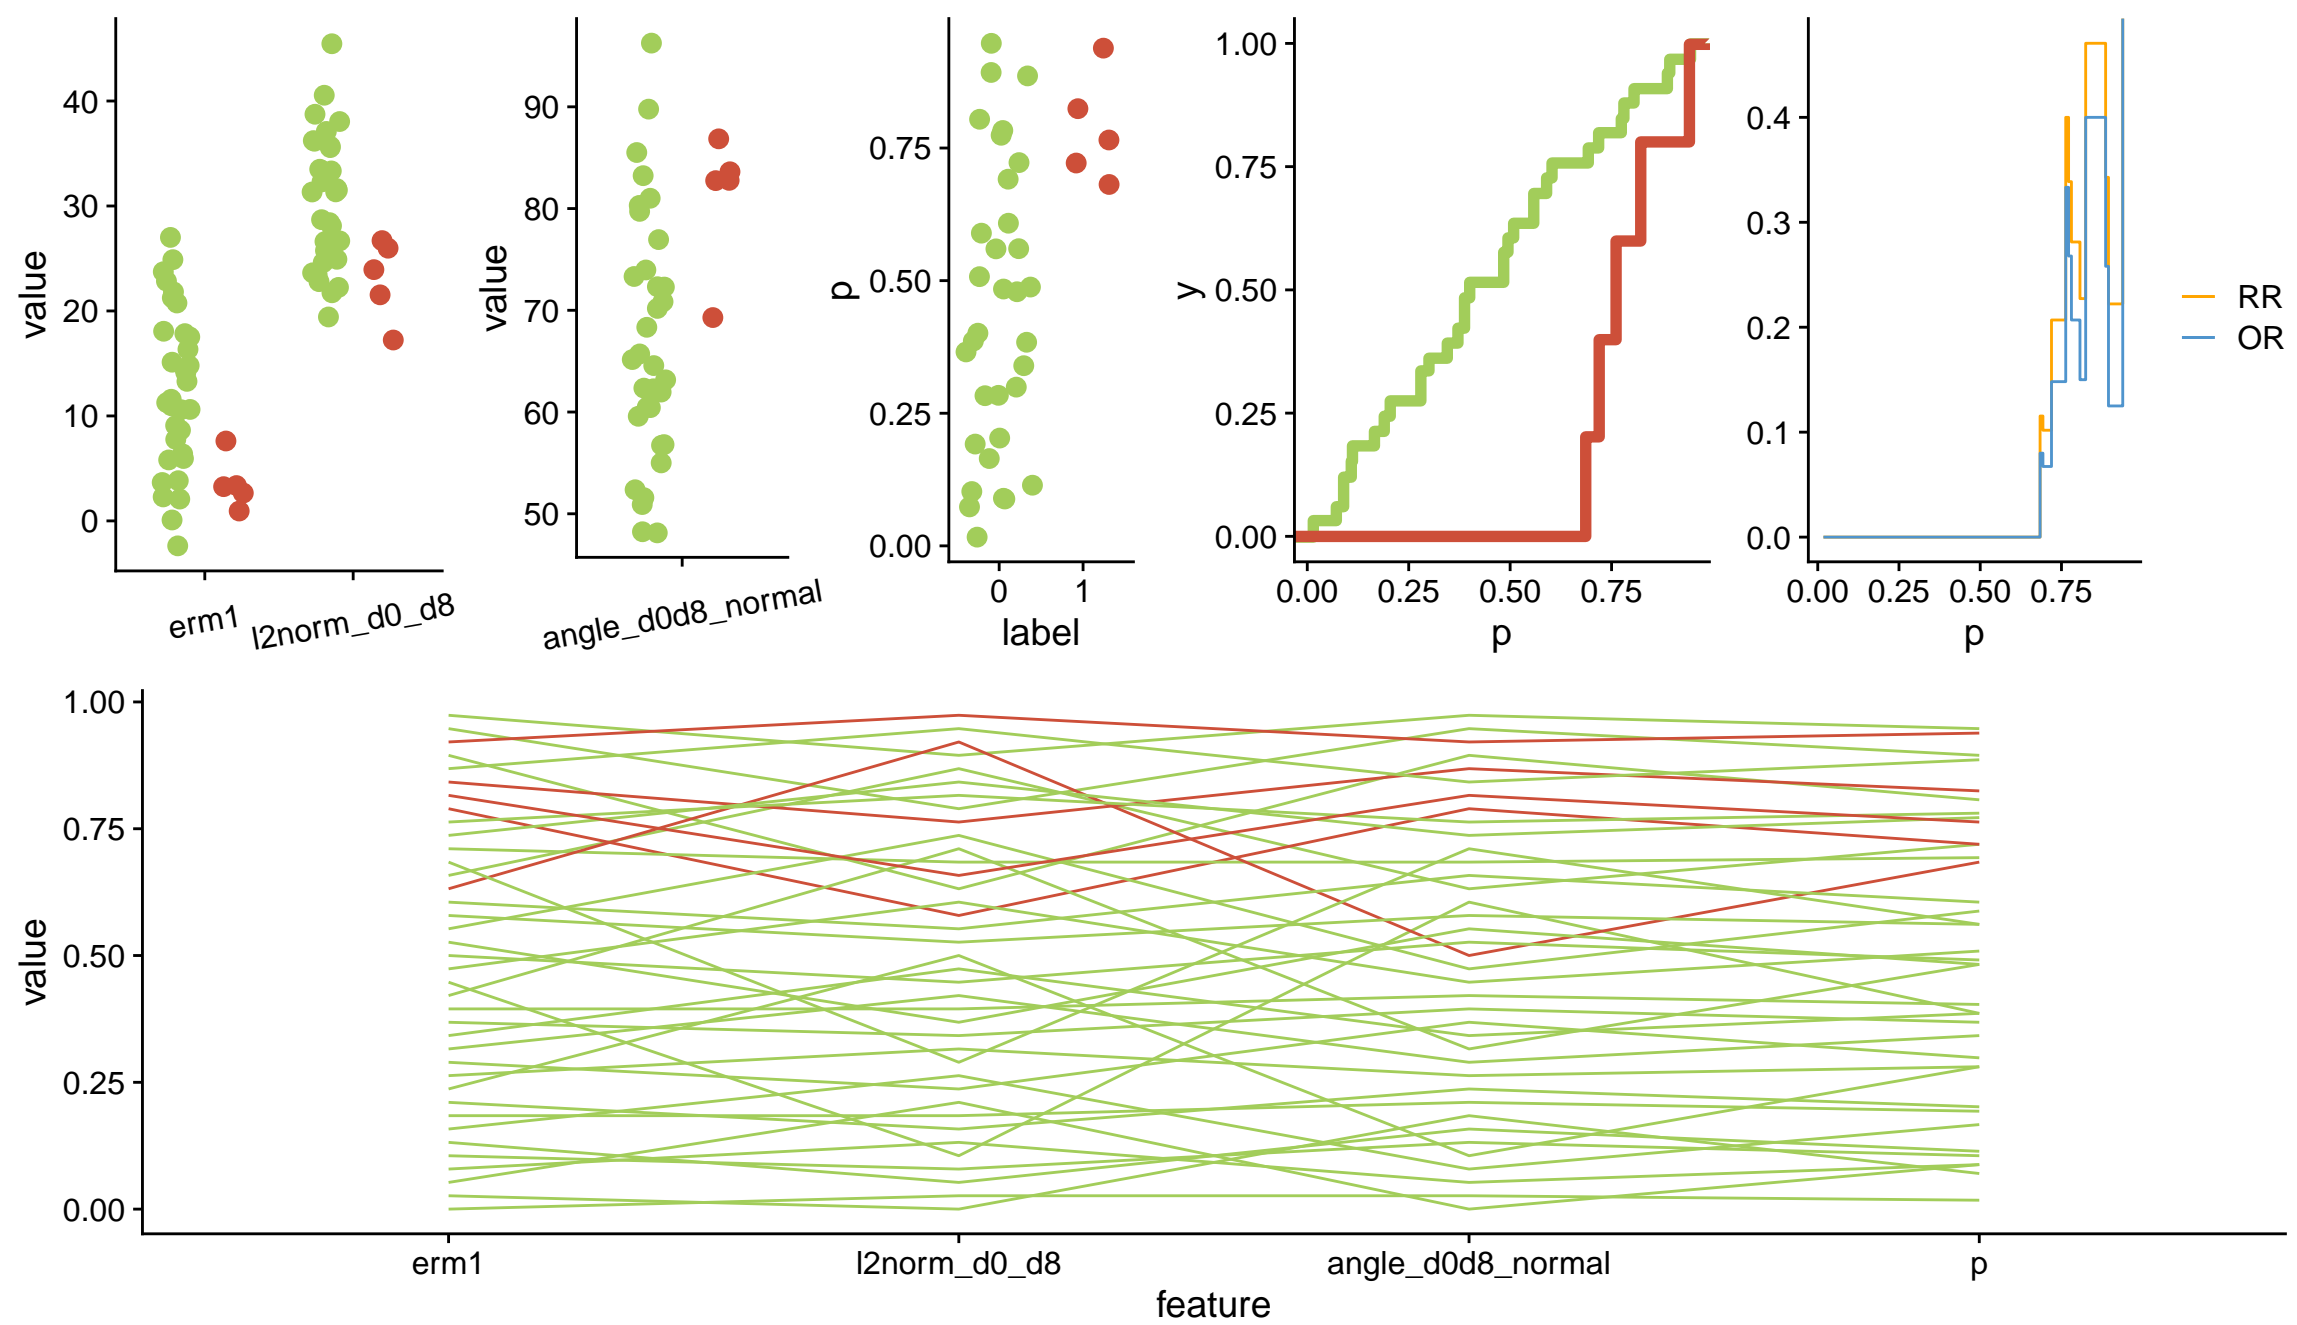 value
40
30
20
10
0
erm1
l2norm_d0_d8
value
90
80
70
60
50
angle_d0d8_normal
p
0.75
0.50
0.25
0.00
0 1
label
y
1.00
0.75
0.50
0.25
0.00
0.00 0.25 0.50 0.75
p
0.4
0.3
0.2
0.1
0.0
0.00 0.25 0.50 0.75
p
RR
OR
value
1.00
0.75
0.50
0.25
0.00
erm1 l2norm_d0_d8 angle_d0d8_normal p
feature